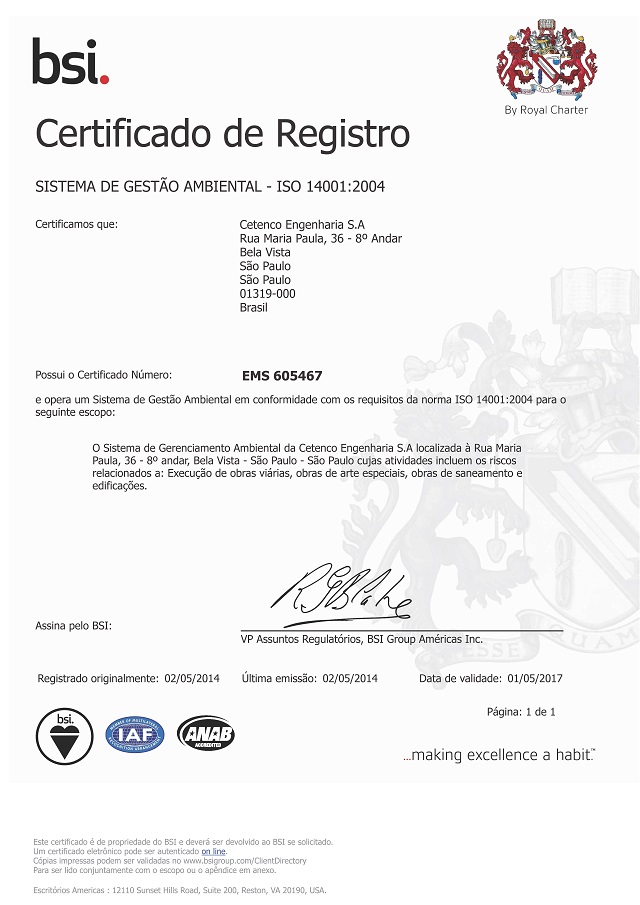 bsi.
By Royal Charter
Certificado de Registro
SISTEMA DE GESTÃO AMBIENTAL - ISO 14001:2004
Certificamos que:
Cetenco Engenharia S.A
Rua Maria Paula, 36 - 8º Andar
Bela Vista
São Paulo
São Paulo
01319-000
Brasil
Possui o Certificado Número:
EMS 605467
e opera um Sistema de Gestão Ambiental em conformidade com os requisitos da norma ISO 14001:2004 para o
seguinte escopo:
O Sistema de Gerenciamento Ambiental da Cetenco Engenharia S.A localizada à Rua Maria
Paula, 36 - 8º andar, Bela Vista - São Paulo - São Paulo cujas atividades incluem os riscos
relacionados a: Execução de obras viárias, obras de arte especiais, obras de saneamento e
edificações.
Assina pelo BSI:
VP Assuntos Regulatórios, BSI Group Américas Inc.
Registrado originalmente: 02/05/2014 Última emissão: 02/05/2014 Data de validade: 01/05/2017
Página: 1 de 1
bsi.
MEMBER OF MULTILATERAL
IAF
RECOGNITION ARRANGEMENT
ANAB
ACCREDITED
...making excellence a habit.™
Este certificado é de propriedade do BSI e deverá ser devolvido ao BSI se solicitado.
Um certificado eletrônico pode ser autenticado on line.
Cópias impressas podem ser validadas no www.bsigroup.com/ClientDirectory
Para ser lido conjuntamente com o escopo ou o apêndice em anexo.
Escritórios Americas : 12110 Sunset Hills Road, Suite 200, Reston, VA 20190, USA.